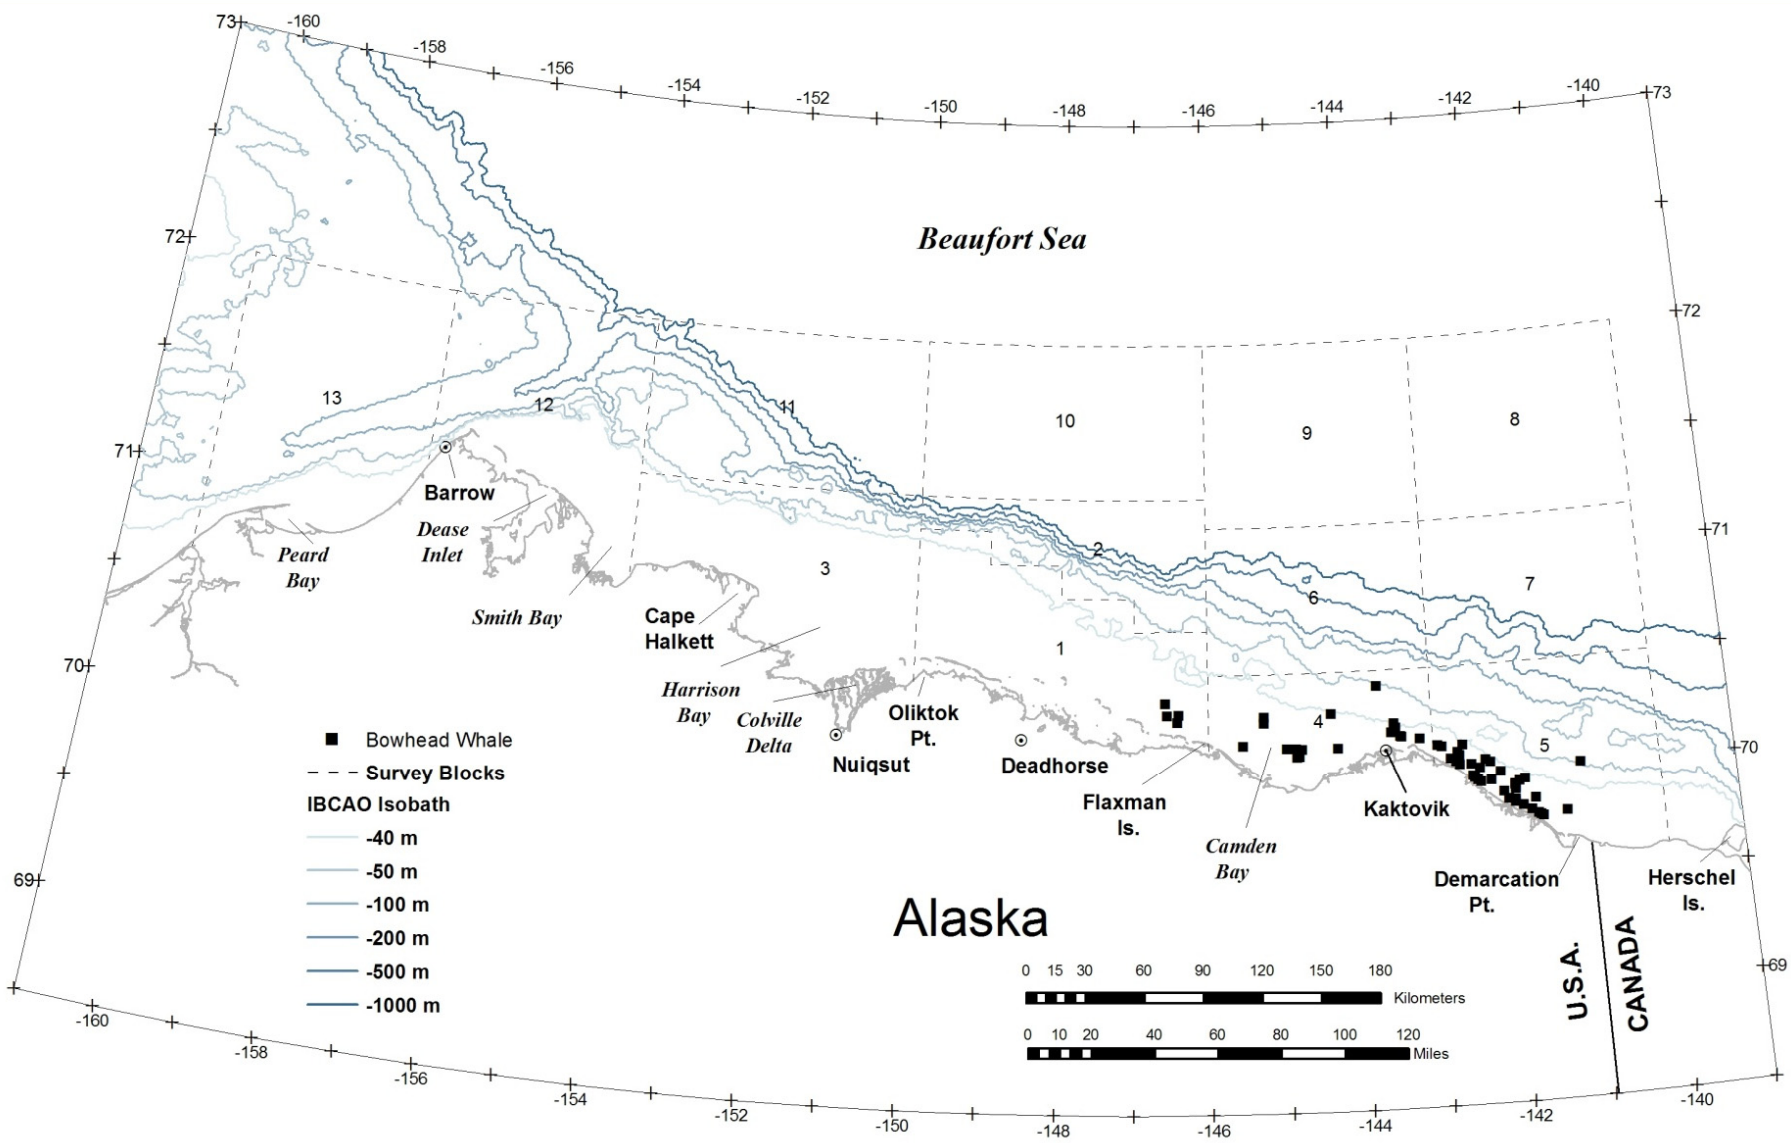 73
-160
-158
-156
-154
-152
-150
-148
-146
-144
-142
-140
73
72
Beaufort Sea
72
13
12
11
10
9
8
71
Barrow
Dease
Inlet
Peard
Bay
3
2
6
7
71
Smith Bay
Cape
Halkett
1
70
Harrison
Bay
Colville
Delta
Oliktok
Pt.
4
5
70
Nuiqsut
Deadhorse
Flaxman
Is.
Kaktovik
Camden
Bay
Demarcation
Pt.
Herschel
Is.
Bowhead Whale
Survey Blocks
IBCAO Isobath
-40 m
-50 m
-100 m
-200 m
-500 m
-1000 m
69
Alaska
U.S.A.
CANADA
69
0 15 30 60 90 120 150 180
Kilometers
0 10 20 40 60 80 100 120
Miles
-160
-158
-156
-154
-152
-150
-148
-146
-144
-142
-140